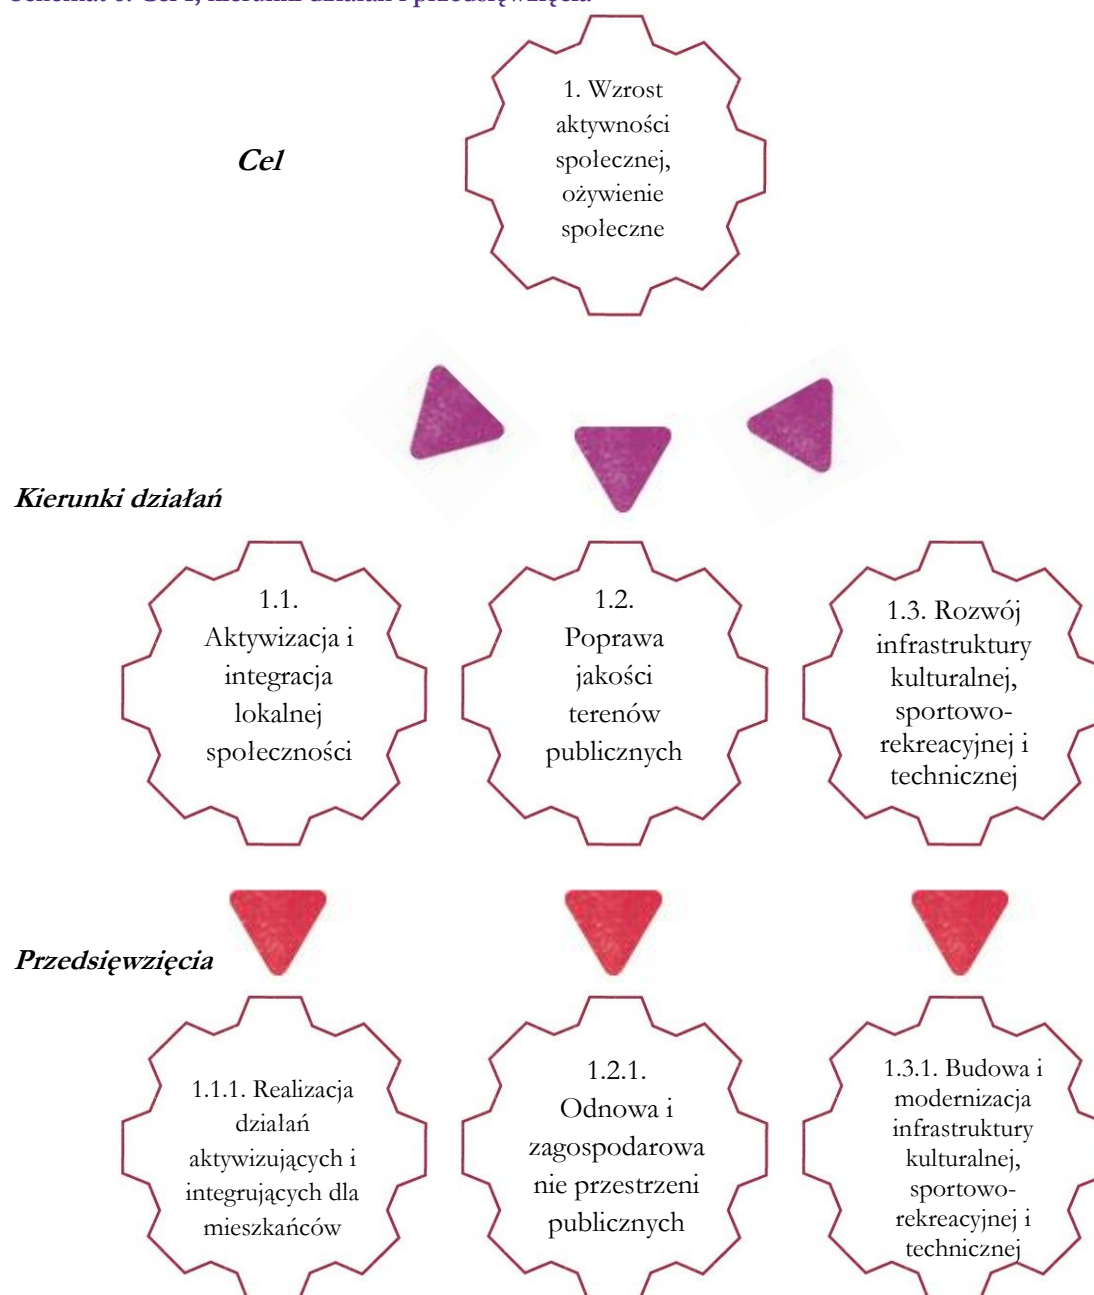 1. Wzrost
aktywności
społecznej,
ożywienie
społeczne
Cel
Kierunki działań
1.1.
Aktywizacja i
integracja
lokalnej
społeczności
1.2.
Poprawa
jakości
terenów
publicznych
1.3. Rozwój
infrastruktury
kulturalnej,
sportowo-
rekreacyjnej i
technicznej
Przedsięwzięcia
1.1.1. Realizacja
działań
aktywizujących i
integrujących dla
mieszkańców
1.2.1.
Odnowa i
zagospodarowa
nie przestrzeni
publicznych
1.3.1. Budowa i
modernizacja
infrastruktury
kulturalnej,
sportowo-
rekreacyjnej i
technicznej